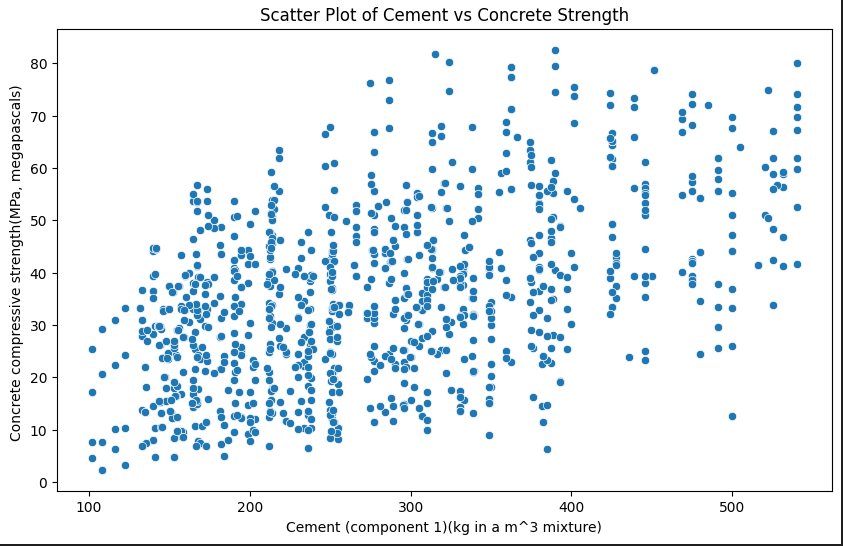 Scatter Plot of Cement vs Concrete Strength
Concrete compressive strength(MPa, megapascals)
80
70
60
50
40
30
20
10
0
100 200 300 400 500
Cement (component 1)(kg in a m^3 mixture)